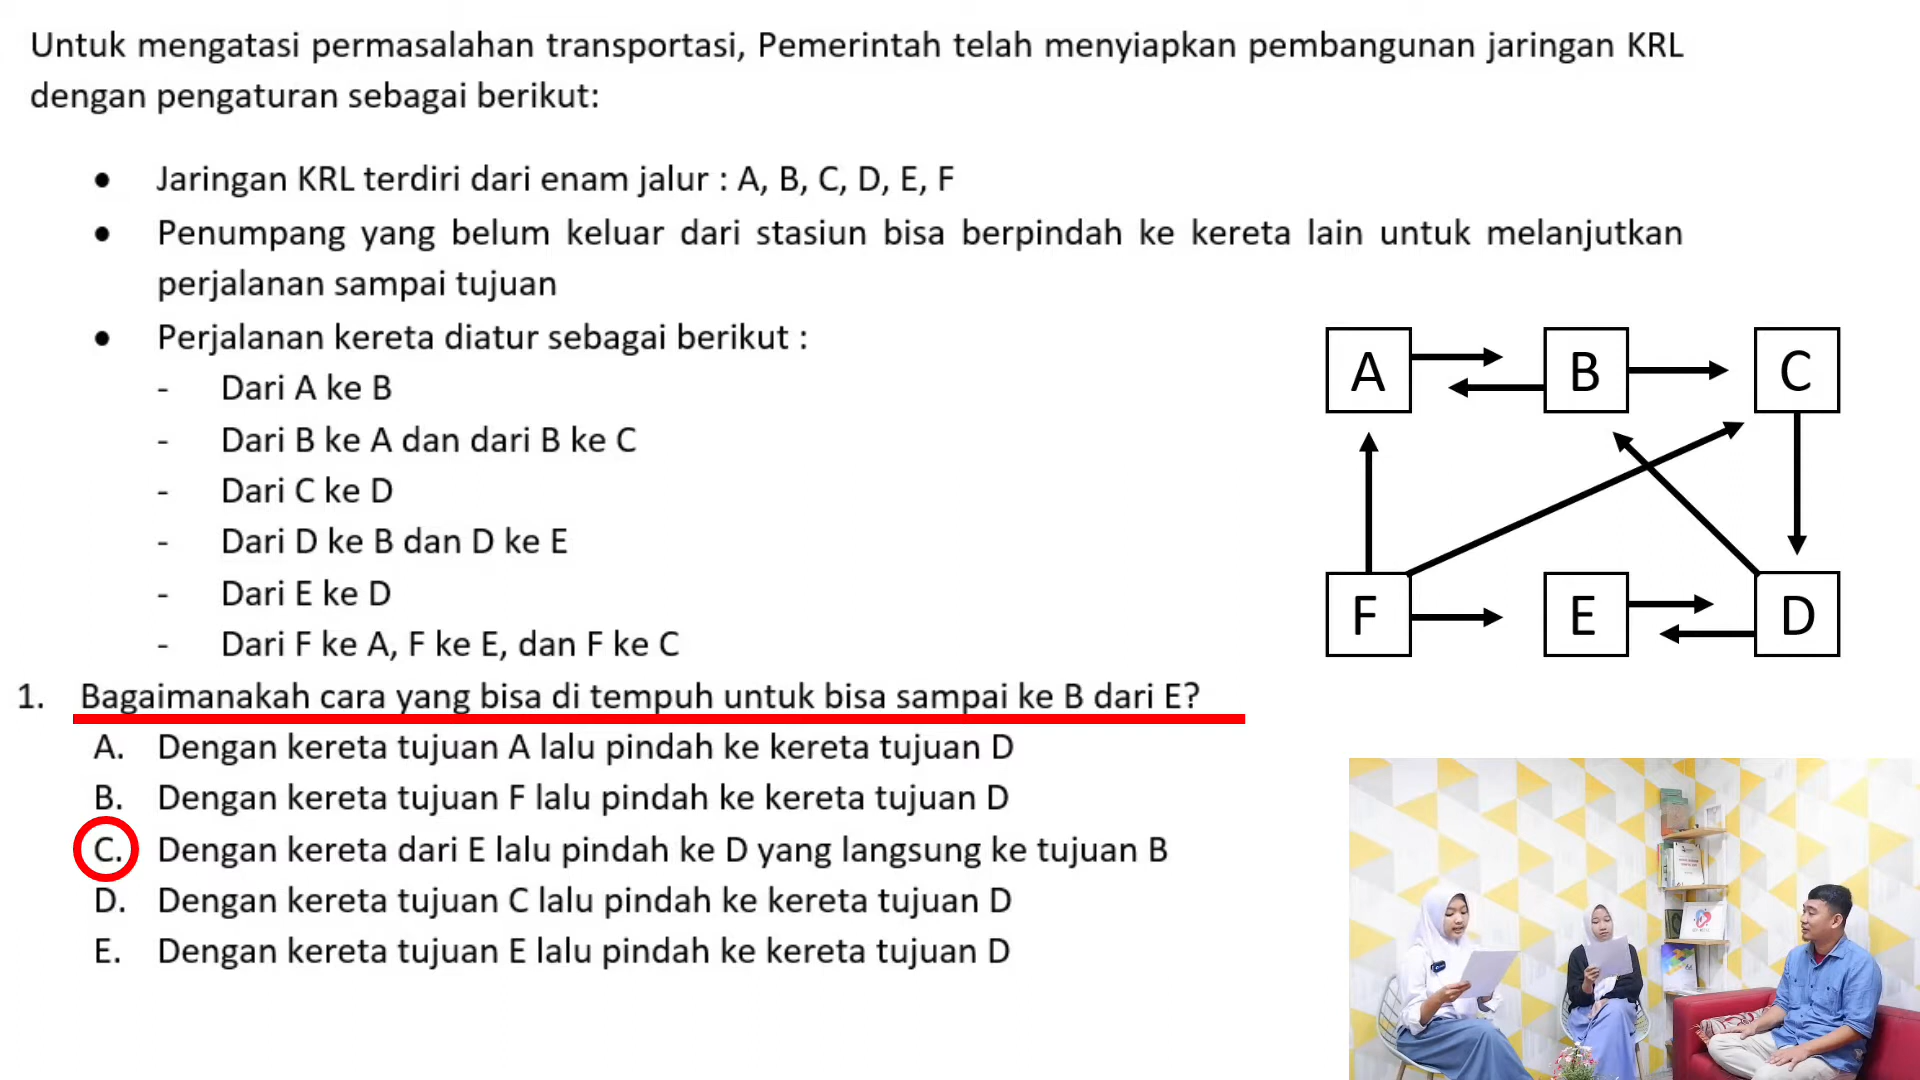 Untuk mengatasi permasalahan transportasi, Pemerintah telah menyiapkan pembangunan jaringan KRL
dengan pengaturan sebagai berikut:
• Jaringan KRL terdiri dari enam jalur : A, B, C, D, E, F
• Penumpang yang belum keluar dari stasiun bisa berpindah ke kereta lain untuk melanjutkan
perjalanan sampai tujuan
• Perjalanan kereta diatur sebagai berikut :
- Dari A ke B
- Dari B ke A dan dari B ke C
- Dari C ke D
- Dari D ke B dan D ke E
- Dari E ke D
- Dari F ke A, F ke E, dan F ke C
A B C
F E D
1. Bagaimanakah cara yang bisa di tempuh untuk bisa sampai ke B dari E?
A. Dengan kereta tujuan A lalu pindah ke kereta tujuan D
B. Dengan kereta tujuan F lalu pindah ke kereta tujuan D
C. Dengan kereta dari E lalu pindah ke D yang langsung ke tujuan B
D. Dengan kereta tujuan C lalu pindah ke kereta tujuan D
E. Dengan kereta tujuan E lalu pindah ke kereta tujuan D